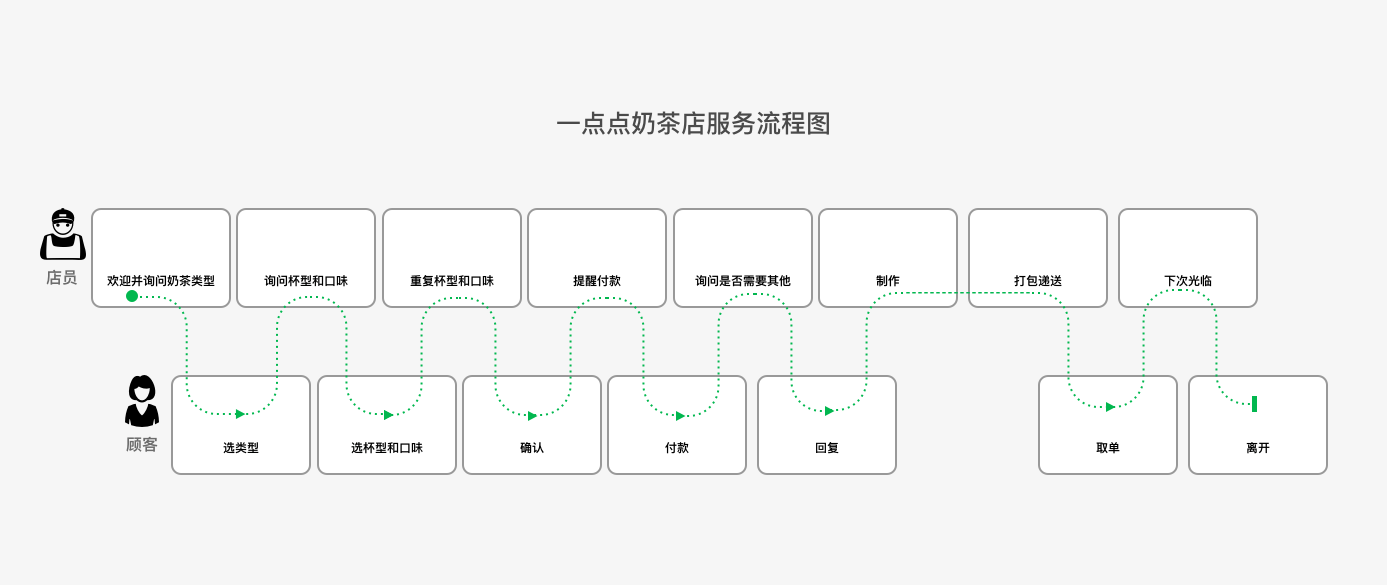 一点点奶茶店服务流程图
店员
欢迎并询问奶茶类型
询问杯型和口味
重复杯型和口味
提醒付款
询问是否需要其他
制作
打包递送
下次光临
顾客
选类型
选杯型和口味
确认
付款
回复
取单
离开